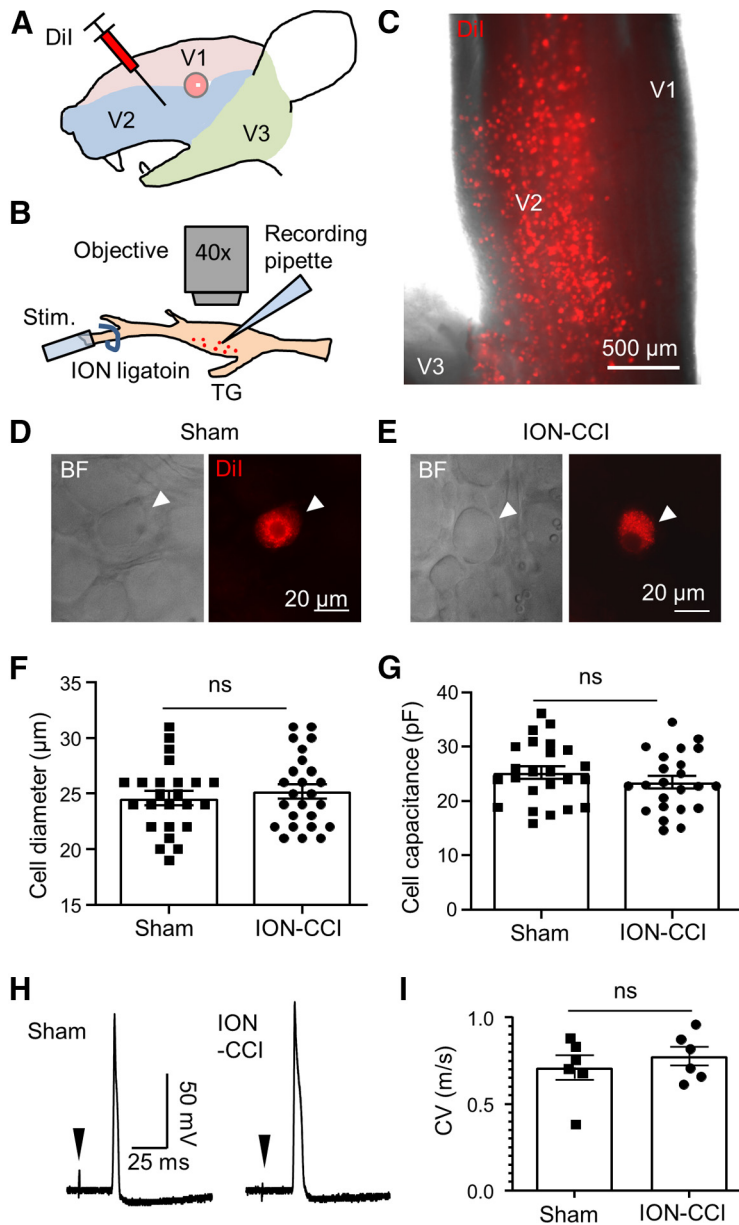 A
DiI
V1
V2
V3
B
Objective
40x
Recording
pipette
Stim.
ION ligatoin
TG
C
DiI
V1
V2
V3
500 µm
D
Sham
BF
DiI
20 µm
E
ION-CCI
BF
20 µm
F
ns
Cell diameter (µm)
35
30
25
20
15
Sham
ION-CCI
G
ns
Cell capacitance (pF)
40
30
20
10
0
Sham
ION-CCI
H
Sham
ION
-CCI
50 mV
25 ms
I
ns
CV (m/s)
1.0
0.5
0.0
Sham
ION-CCI